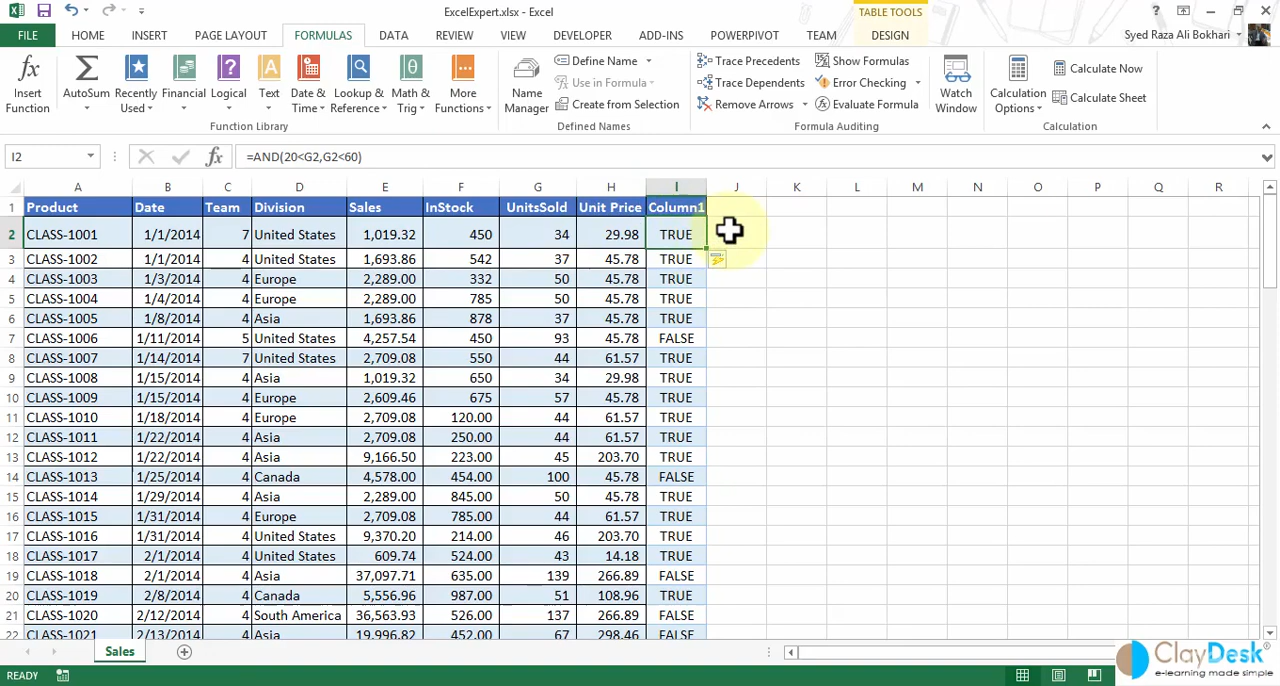 ExcelExpert.xlsx - Excel
TABLE TOOLS
FILE HOME INSERT PAGE LAYOUT FORMULAS DATA REVIEW VIEW DEVELOPER ADD-INS POWERPIVOT TEAM DESIGN Syed Raza Ali Bokhari
Insert Function
AutoSum
Recently Used
Financial
Logical
Text
Date & Time
Lookup & Reference
Math & Trig
More Functions
Function Library
Name Manager
Define Name
Use in Formula
Create from Selection
Defined Names
Trace Precedents
Trace Dependents
Remove Arrows
Show Formulas
Error Checking
Evaluate Formula
Formula Auditing
Watch Window
Calculation Options
Calculate Now
Calculate Sheet
Calculation
I2 fx =AND(20<G2,G2<60)
A B C D E F G H I J K L M N O P Q R
1 Product Date Team Division Sales InStock UnitsSold Unit Price Column1
2 CLASS-1001 1/1/2014 7 United States 1,019.32 450 34 29.98 TRUE
3 CLASS-1002 1/1/2014 4 United States 1,693.86 542 37 45.78 TRUE
4 CLASS-1003 1/3/2014 4 Europe 2,289.00 332 50 45.78 TRUE
5 CLASS-1004 1/4/2014 4 Europe 2,289.00 785 50 45.78 TRUE
6 CLASS-1005 1/8/2014 4 Asia 1,693.86 878 37 45.78 TRUE
7 CLASS-1006 1/11/2014 5 United States 4,257.54 450 93 45.78 FALSE
8 CLASS-1007 1/14/2014 7 United States 2,709.08 550 44 61.57 TRUE
9 CLASS-1008 1/15/2014 4 Asia 1,019.32 650 34 29.98 TRUE
10 CLASS-1009 1/15/2014 4 Europe 2,609.46 675 57 45.78 TRUE
11 CLASS-1010 1/18/2014 4 Europe 2,709.08 120.00 44 61.57 TRUE
12 CLASS-1011 1/22/2014 4 Asia 2,709.08 250.00 44 61.57 TRUE
13 CLASS-1012 1/22/2014 4 Asia 9,166.50 223.00 45 203.70 TRUE
14 CLASS-1013 1/25/2014 4 Canada 4,578.00 454.00 100 45.78 FALSE
15 CLASS-1014 1/29/2014 4 Asia 2,289.00 845.00 50 45.78 TRUE
16 CLASS-1015 1/31/2014 4 Europe 2,709.08 785.00 44 61.57 TRUE
17 CLASS-1016 1/31/2014 4 United States 9,370.20 214.00 46 203.70 TRUE
18 CLASS-1017 2/1/2014 4 United States 609.74 524.00 43 14.18 TRUE
19 CLASS-1018 2/1/2014 4 Asia 37,097.71 635.00 139 266.89 FALSE
20 CLASS-1019 2/8/2014 4 Canada 5,556.96 987.00 51 108.96 TRUE
21 CLASS-1020 2/12/2014 4 South America 36,563.93 526.00 137 266.89 FALSE
22 CLASS-1021 2/13/2014 4 Asia 19,996.82 452.00 67 298.46 FALSE
Sales
ClayDesk®
e-learning made simple
READY